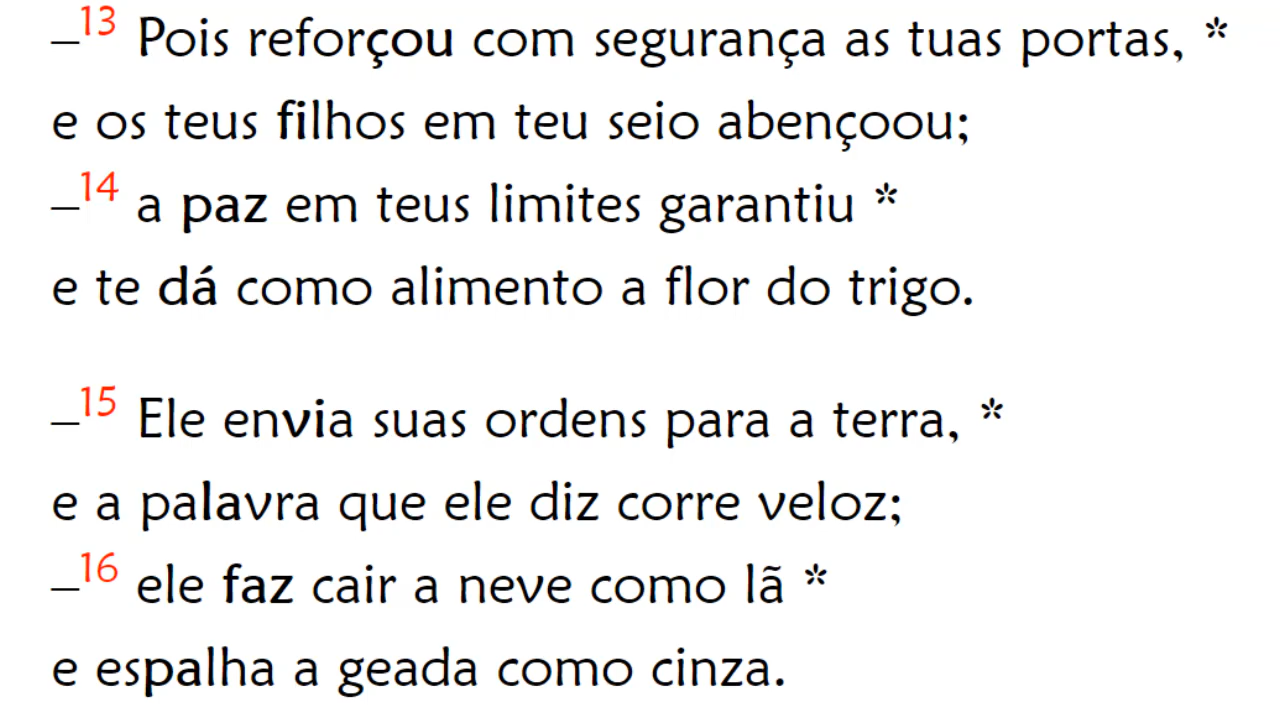 –13 Pois reforçou com segurança as tuas portas, *
e os teus filhos em teu seio abençoou;
–14 a paz em teus limites garantiu *
e te dá como alimento a flor do trigo.
–15 Ele envia suas ordens para a terra, *
e a palavra que ele diz corre veloz;
–16 ele faz cair a neve como lã *
e espalha a geada como cinza.